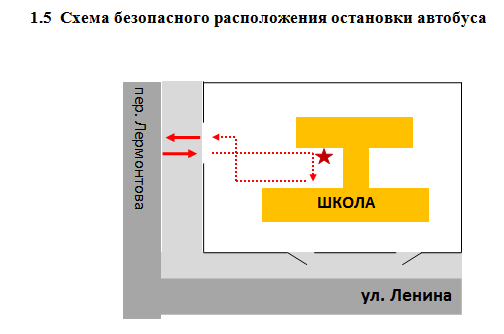 1.5 Схема безопасного расположения остановки автобуса
пер. Лермонтова
ШКОЛА
ул. Ленина